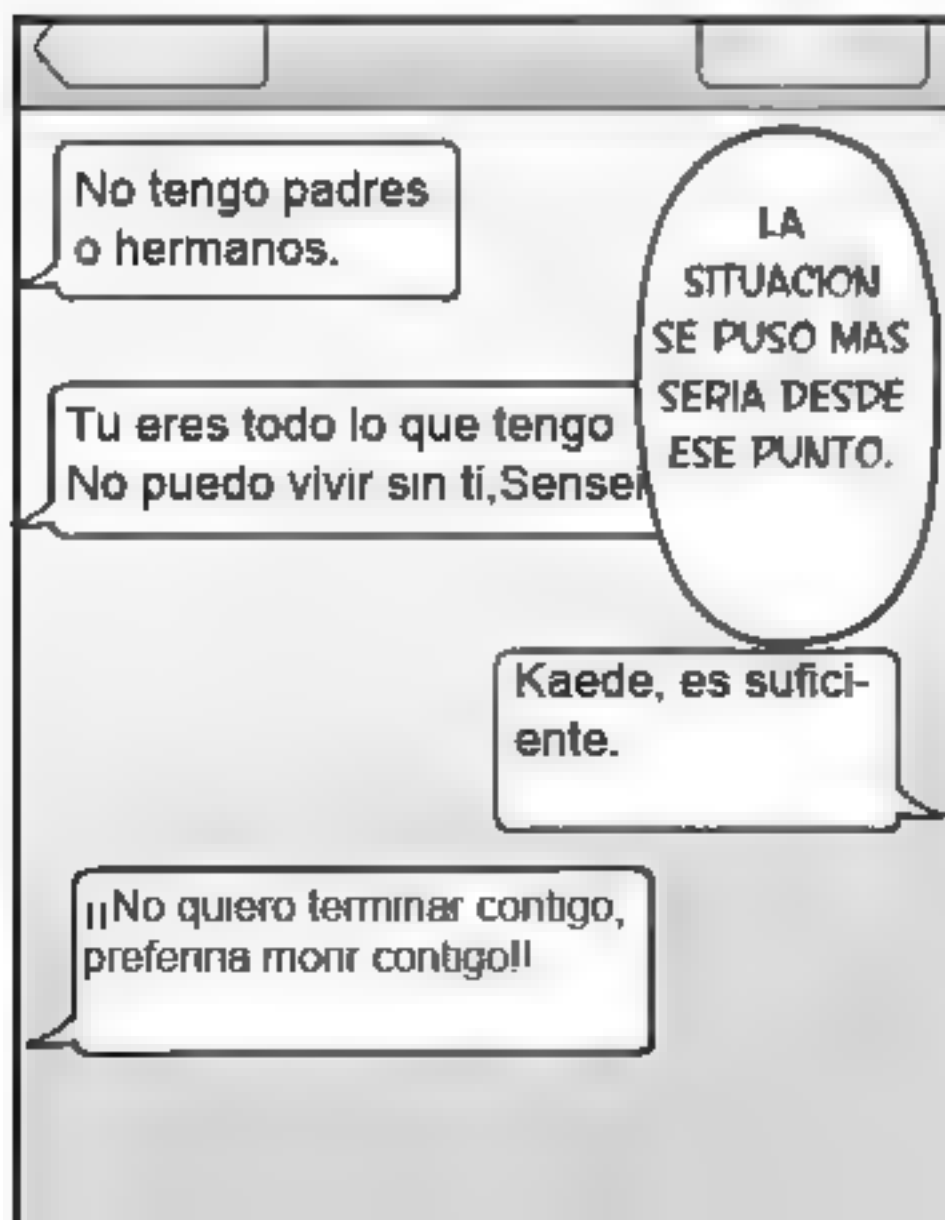 No tengo padres
o hermanos.
LA
SITUACION
SE PUSO MAS
SERIA DESDE
ESE PUNTO.
Tu eres todo lo que tengo
No puedo vivir sin tí,Sensei
Kaede, es sufici-
ente.
¡¡No quiero terminar contigo,
preferiria morir contigo!!